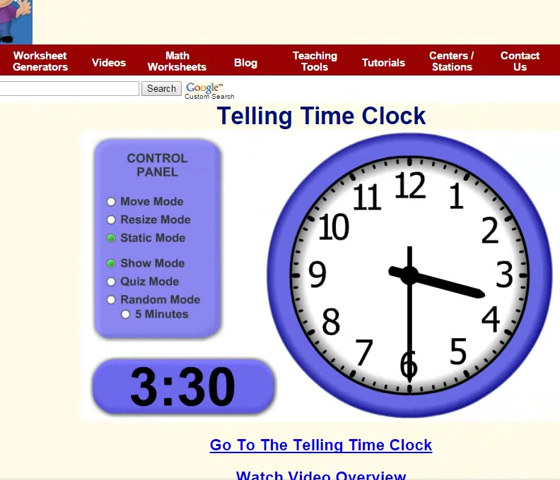 Worksheet Generators
Videos
Math Worksheets
Blog
Teaching Tools
Tutorials
Centers / Stations
Contact Us
Search
Google™
Custom Search
Telling Time Clock
CONTROL
PANEL
Move Mode
Resize Mode
Static Mode
Show Mode
Quiz Mode
Random Mode
5 Minutes
3:30
12
1
2
3
4
5
6
7
8
9
10
11
Go To The Telling Time Clock
Watch Video Overview